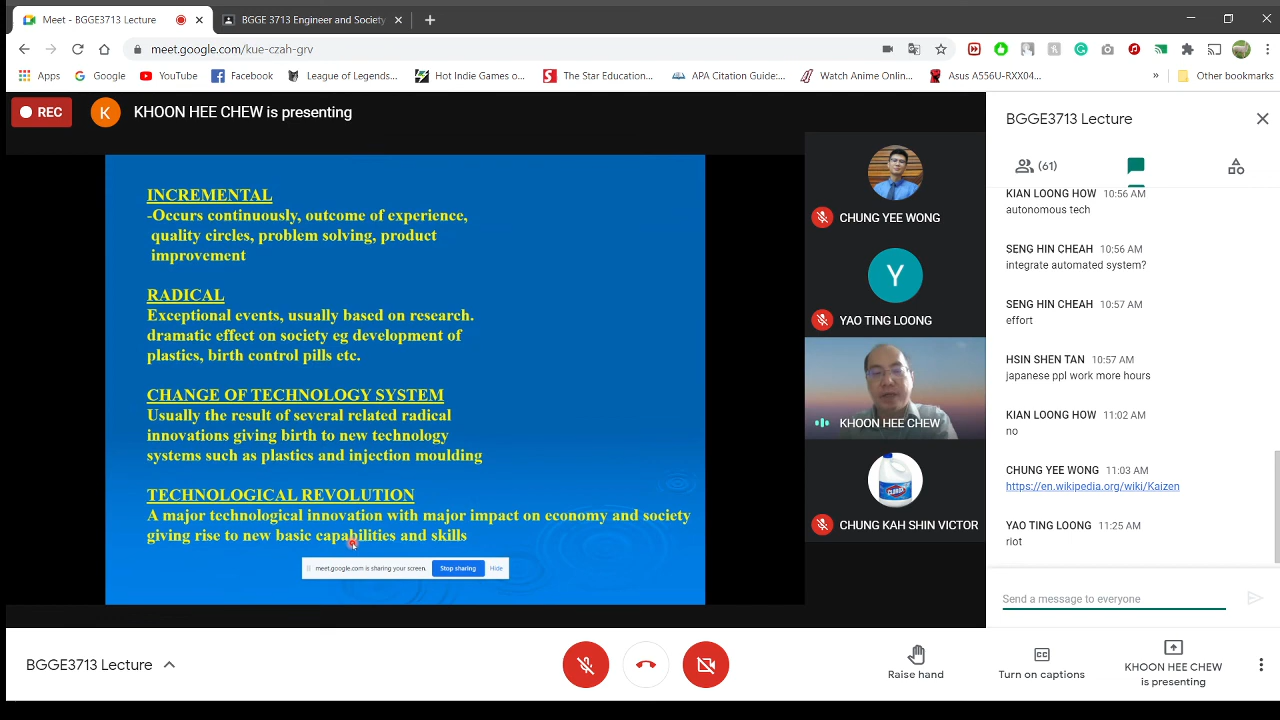 Meet - BGGE3713 Lecture
BGGE 3713 Engineer and Society
meet.google.com/kue-czah-grv
Apps
Google
YouTube
Facebook
League of Legends...
Hot Indie Games o...
The Star Education...
APA Citation Guide:...
Watch Anime Onlin...
Asus A556U-RXX04...
»
Other bookmarks
REC
K
KHOON HEE CHEW is presenting
INCREMENTAL
-Occurs continuously, outcome of experience,
quality circles, problem solving, product
improvement
RADICAL
Exceptional events, usually based on research.
dramatic effect on society eg development of
plastics, birth control pills etc.
CHANGE OF TECHNOLOGY SYSTEM
Usually the result of several related radical
innovations giving birth to new technology
systems such as plastics and injection moulding
TECHNOLOGICAL REVOLUTION
A major technological innovation with major impact on economy and society
giving rise to new basic capabilities and skills
meet.google.com is sharing your screen.
Stop sharing
Hide
CHUNG YEE WONG
Y
YAO TING LOONG
KHOON HEE CHEW
CLOROX
CHUNG KAH SHIN VICTOR
BGGE3713 Lecture
(61)
KIAN LOONG HOW 10:56 AM
autonomous tech
SENG HIN CHEAH 10:56 AM
integrate automated system?
SENG HIN CHEAH 10:57 AM
effort
HSIN SHEN TAN 10:57 AM
japanese ppl work more hours
KIAN LOONG HOW 11:02 AM
no
CHUNG YEE WONG 11:03 AM
https://en.wikipedia.org/wiki/Kaizen
YAO TING LOONG 11:25 AM
riot
Send a message to everyone
BGGE3713 Lecture
Raise hand
Turn on captions
KHOON HEE CHEW
is presenting